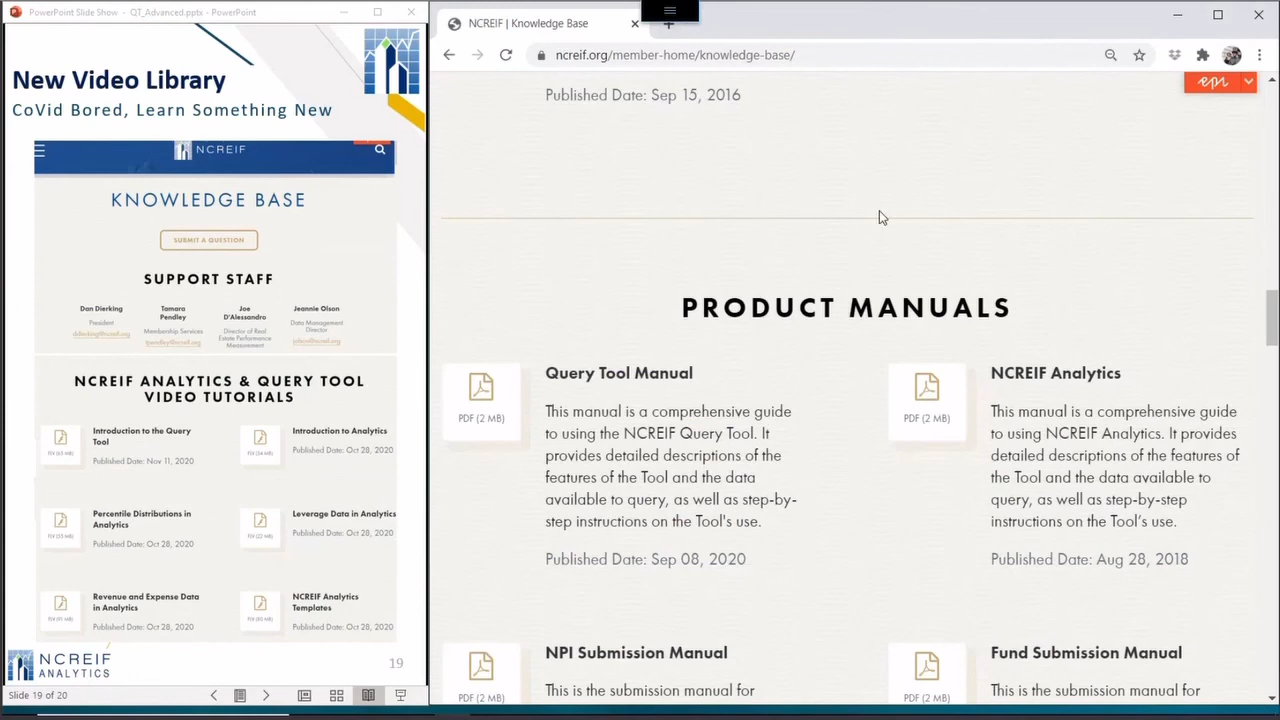 PowerPoint Slide Show - QT_Advanced.pptx - PowerPoint
New Video Library
CoVid Bored, Learn Something New
NCREIF
KNOWLEDGE BASE
SUBMIT A QUESTION
SUPPORT STAFF
Dan Dierking
President
ddierking@ncreif.org
Tamara
Pendley
Membership Services
tpendley@ncreif.org
Joe
D'Alessandro
Director of Real
Estate Performance
Measurement
Jeannie Olson
Data Management
Director
jolson@ncreif.org
NCREIF ANALYTICS & QUERY TOOL
VIDEO TUTORIALS
Introduction to the Query
Tool
Published Date: Nov 11, 2020
Introduction to Analytics
Published Date: Oct 28, 2020
Percentile Distributions in
Analytics
Published Date: Oct 28, 2020
Leverage Data in Analytics
Published Date: Oct 28, 2020
Revenue and Expense Data
in Analytics
Published Date: Oct 28, 2020
NCREIF Analytics
Templates
Published Date: Oct 28, 2020
NCREIF
ANALYTICS
19
Slide 19 of 20
NCREIF | Knowledge Base
ncreif.org/member-home/knowledge-base/
epi
Published Date: Sep 15, 2016
PRODUCT MANUALS
PDF (2 MB)
Query Tool Manual
This manual is a comprehensive guide
to using the NCREIF Query Tool. It
provides detailed descriptions of the
features of the Tool and the data
available to query, as well as step-by-
step instructions on the Tool's use.
Published Date: Sep 08, 2020
PDF (2 MB)
NCREIF Analytics
This manual is a comprehensive guide
to using NCREIF Analytics. It provides
detailed descriptions of the features of
the Tool and the data available to
query, as well as step-by-step
instructions on the Tool’s use.
Published Date: Aug 28, 2018
PDF (2 MB)
NPI Submission Manual
This is the submission manual for
PDF (2 MB)
Fund Submission Manual
This is the submission manual for